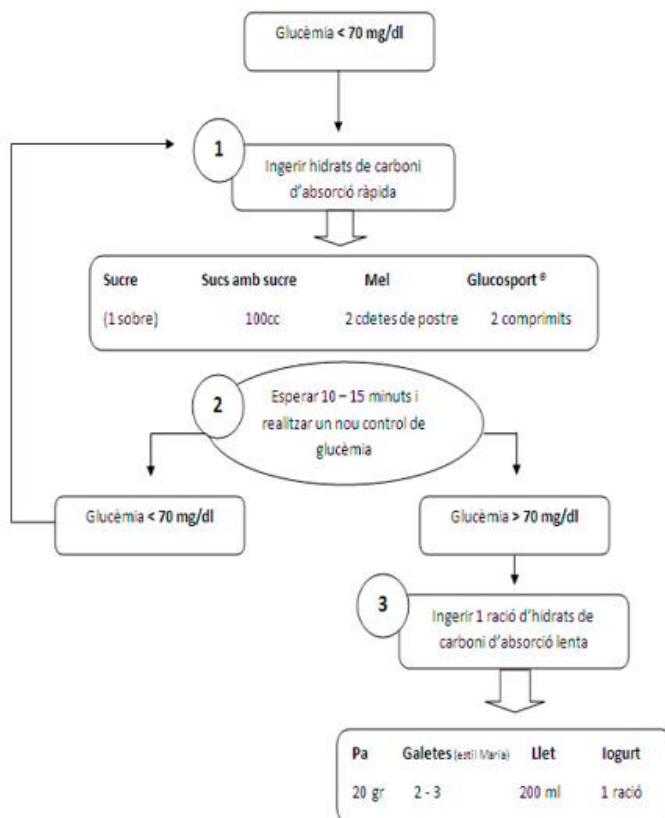 Glucèmia < 70 mg/dl
1
Ingerir hidrats de carboni
d'absorció ràpida
Sucre Sucs amb sucre Mel Glucosport ®
(1 sobre) 100cc 2 cdetes de postre 2 comprimits
2
Esperar 10 – 15 minuts i
realitzar un nou control de
glucèmia
Glucèmia < 70 mg/dl
Glucèmia > 70 mg/dl
3
Ingerir 1 ració d'hidrats de
carboni d'absorció lenta
Pa Galetes (estil Maria) Llet Iogurt
20 gr 2 - 3 200 ml 1 ració